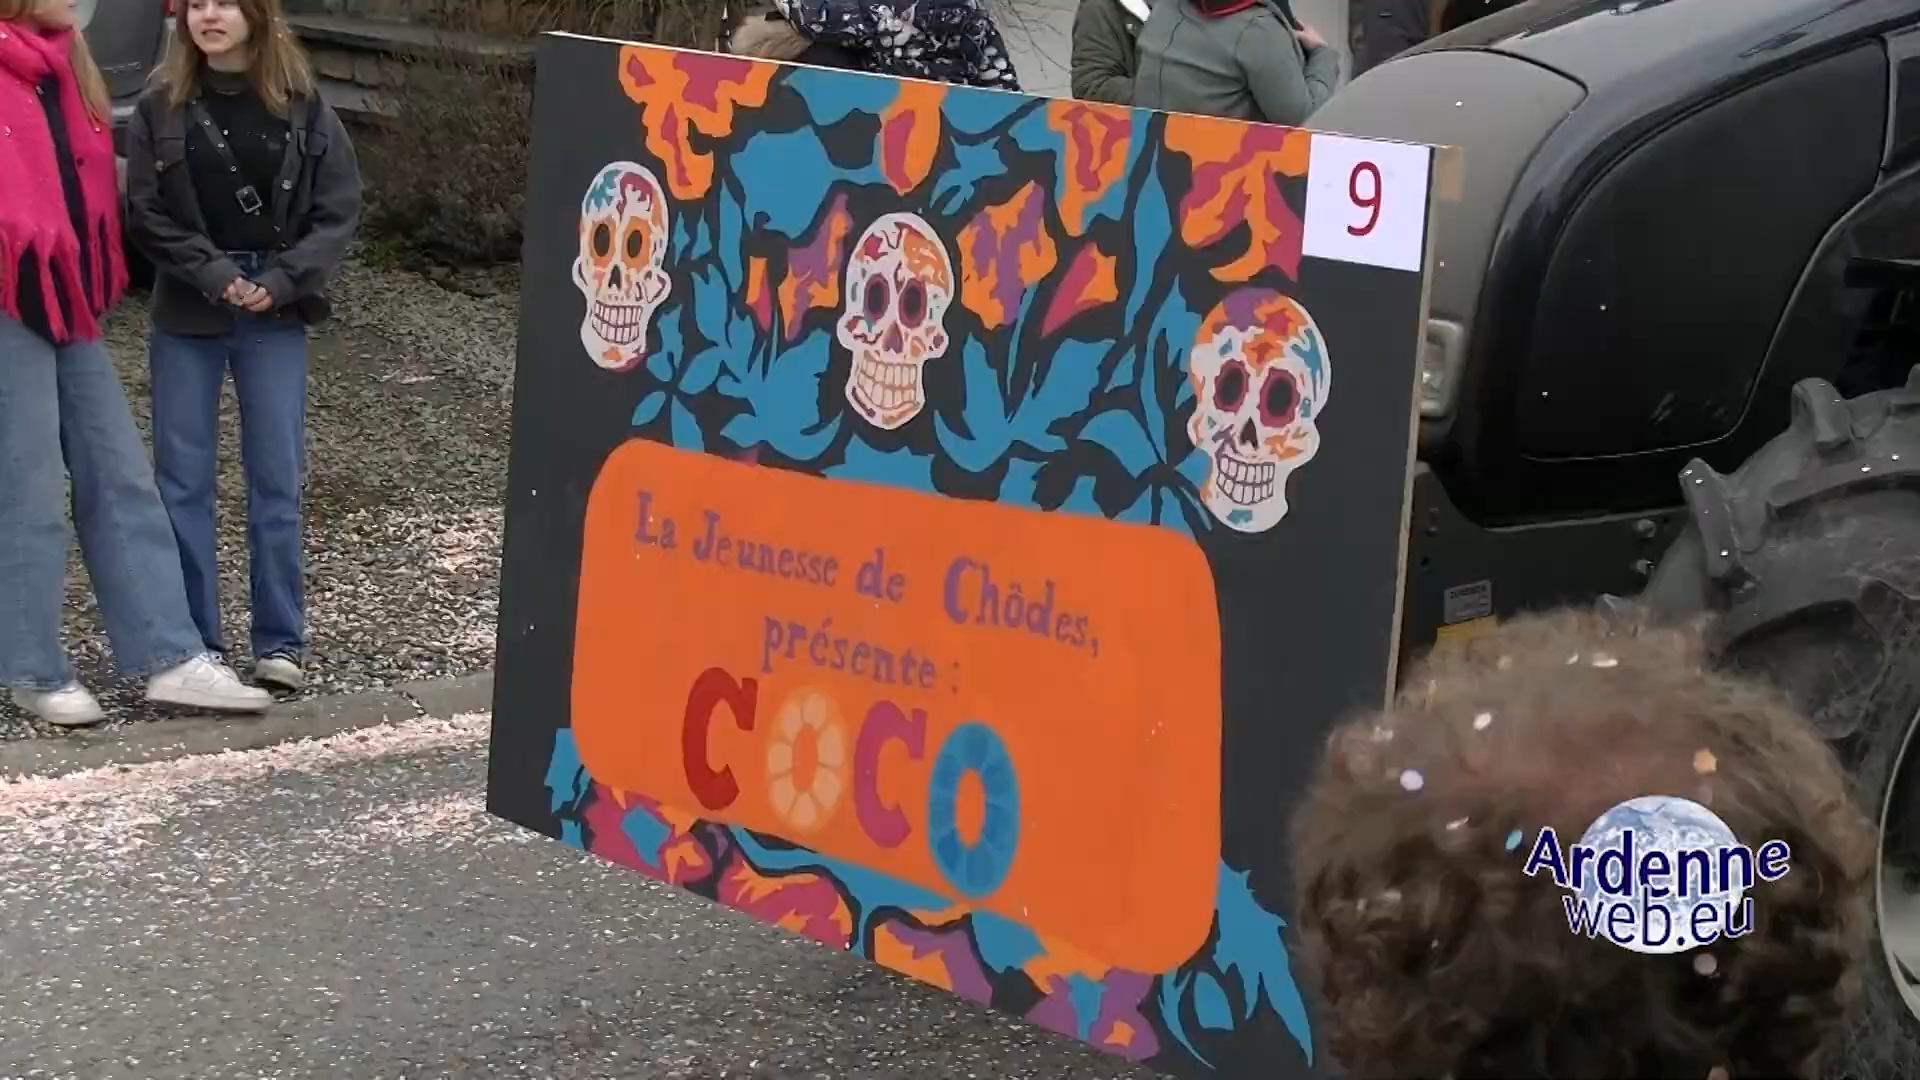 9
La Jeunesse de Chôdes,
présente :
COCO
Ardenne
web.eu